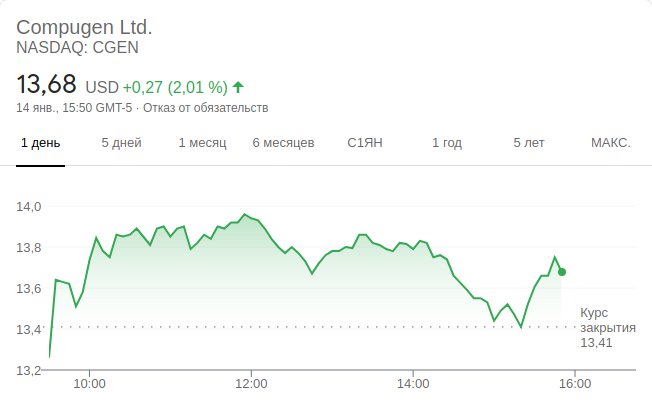 Compugen Ltd.
NASDAQ: CGEN
13,68 USD +0,27 (2,01 %)
14 янв., 15:50 GMT-5 · Отказ от обязательств
1 день 5 дней 1 месяц 6 месяцев С1ЯН 1 год 5 лет МАКС.
14,0
13,8
13,6
13,4
13,2
Курс
закрытия
13,41
10:00 12:00 14:00 16:00